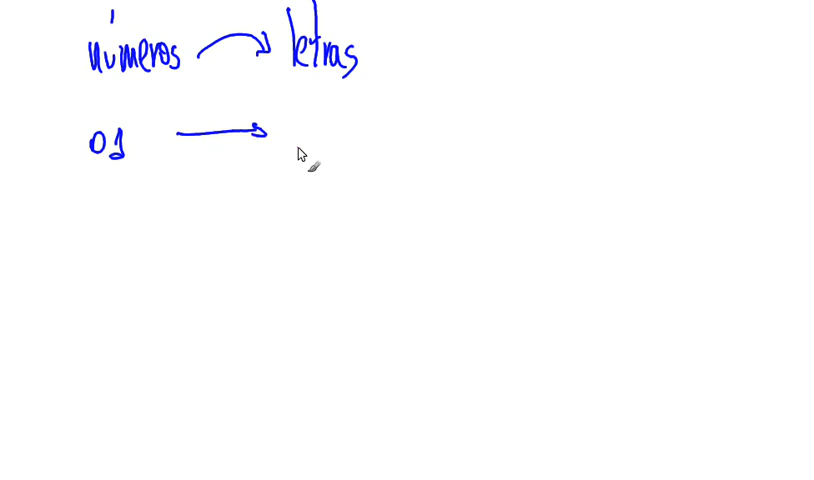 números → letras
01 →